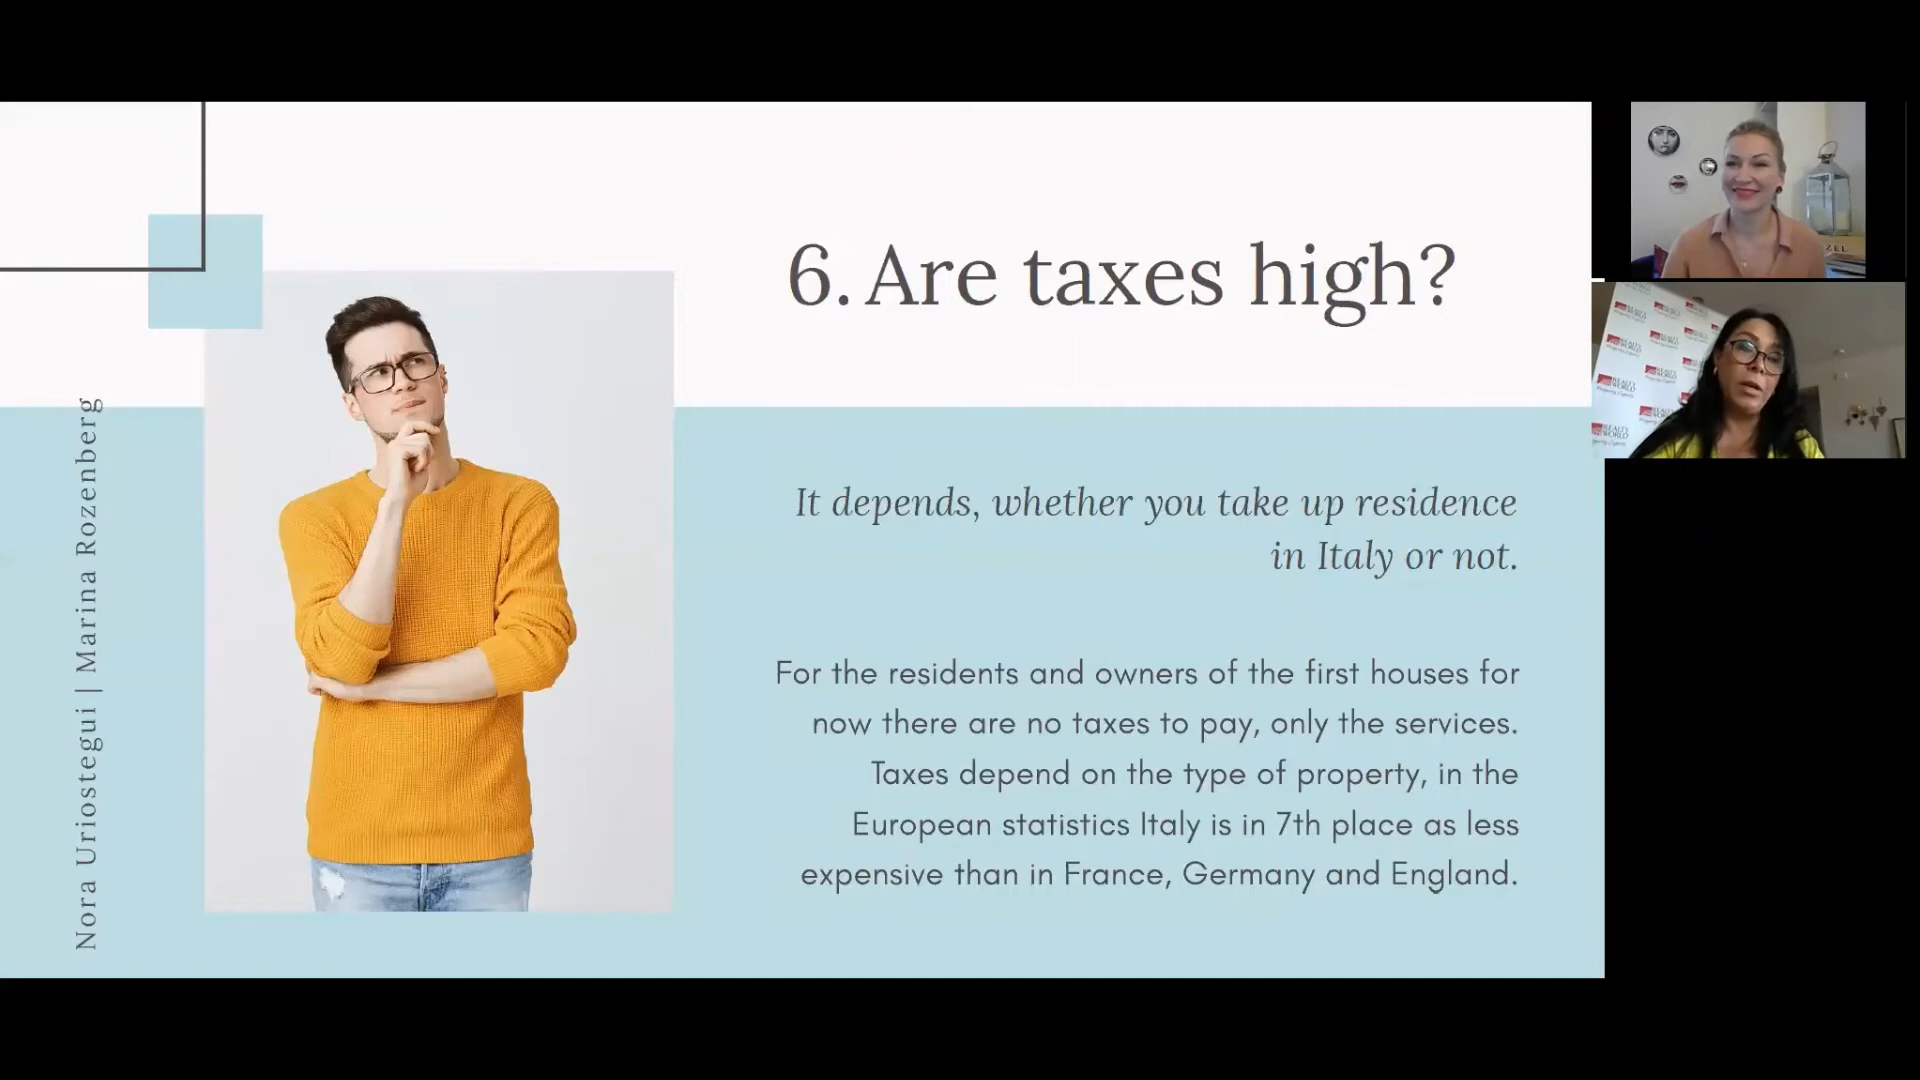 6. Are taxes high?
It depends, whether you take up residence
in Italy or not.
For the residents and owners of the first houses for
now there are no taxes to pay, only the services.
Taxes depend on the type of property, in the
European statistics Italy is in 7th place as less
expensive than in France, Germany and England.
Nora Uriostegui | Marina Rozenberg
ZEL
REALTY
WORLD